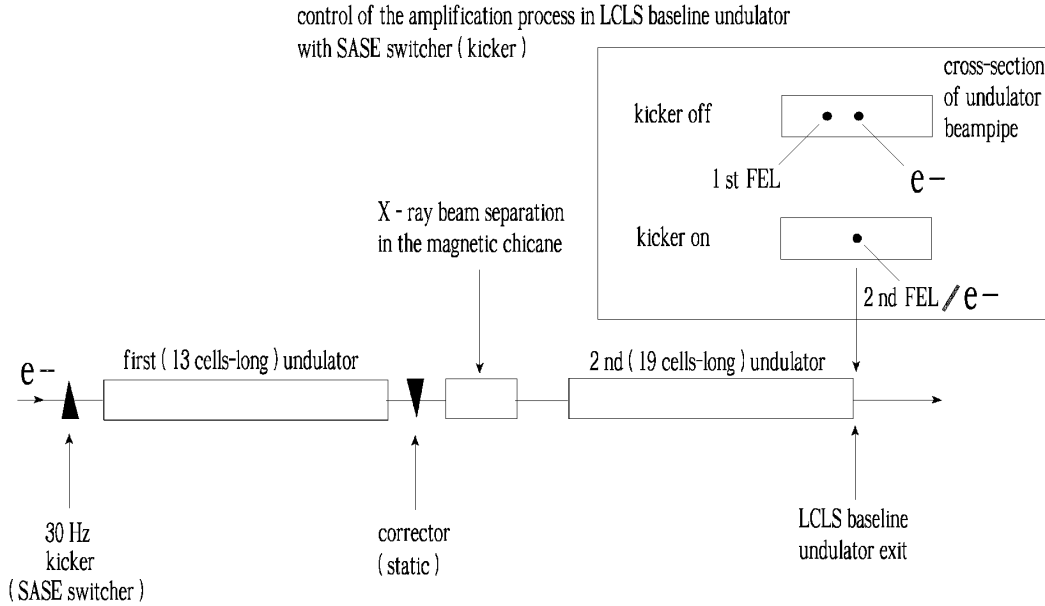 control of the amplification process in LCLS baseline undulator
with SASE switcher ( kicker )
cross-section
of undulator
beampipe
kicker off
1 st FEL
e-
kicker on
2 nd FEL / e-
X - ray beam separation
in the magnetic chicane
e-
first ( 13 cells-long ) undulator
2 nd ( 19 cells-long ) undulator
30 Hz
kicker
( SASE switcher )
corrector
( static )
LCLS baseline
undulator exit